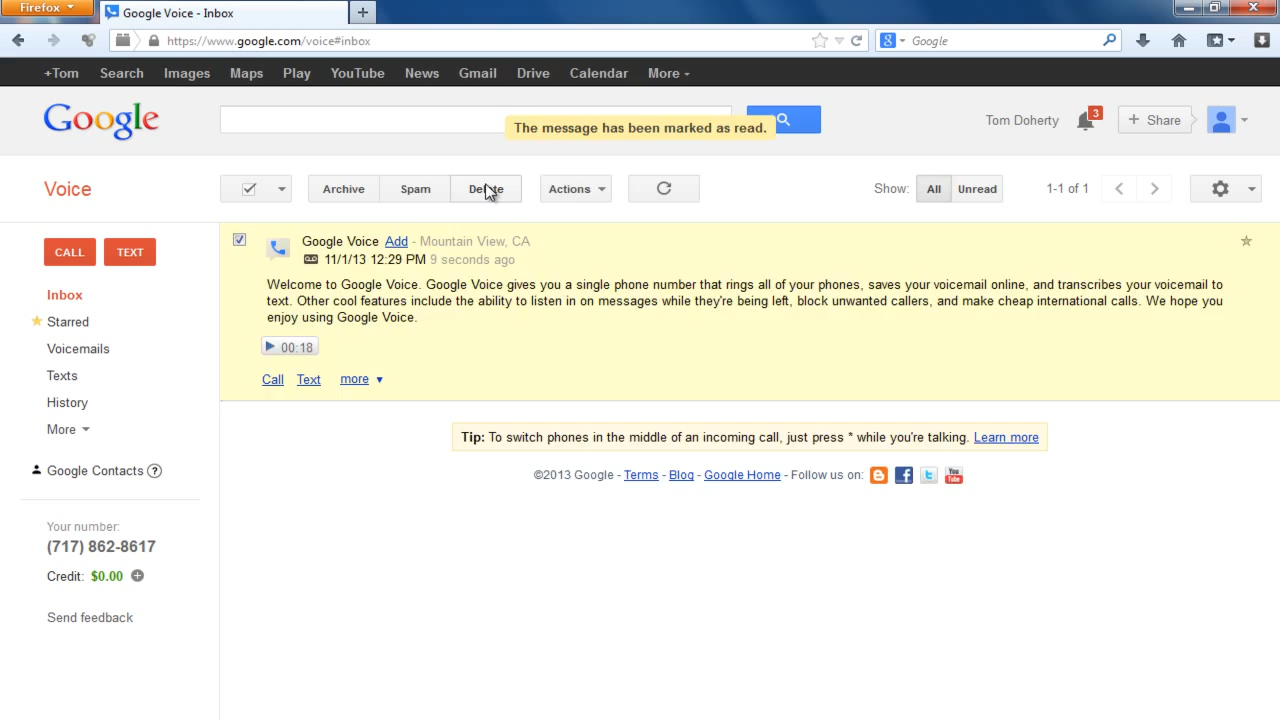 Firefox
Google Voice - Inbox
https://www.google.com/voice#inbox
Google
+Tom Search Images Maps Play YouTube News Gmail Drive Calendar More
Google
The message has been marked as read.
Tom Doherty 3 + Share
Voice
Archive Spam Delete Actions
Show: All Unread 1-1 of 1
CALL TEXT
Inbox
Starred
Voicemails
Texts
History
More
Google Contacts ?
Your number:
(717) 862-8617
Credit: $0.00
Send feedback
Google Voice Add - Mountain View, CA
11/1/13 12:29 PM 9 seconds ago
Welcome to Google Voice. Google Voice gives you a single phone number that rings all of your phones, saves your voicemail online, and transcribes your voicemail to
text. Other cool features include the ability to listen in on messages while they're being left, block unwanted callers, and make cheap international calls. We hope you
enjoy using Google Voice.
00:18
Call Text more
Tip: To switch phones in the middle of an incoming call, just press * while you're talking. Learn more
©2013 Google - Terms - Blog - Google Home - Follow us on:
You Tube